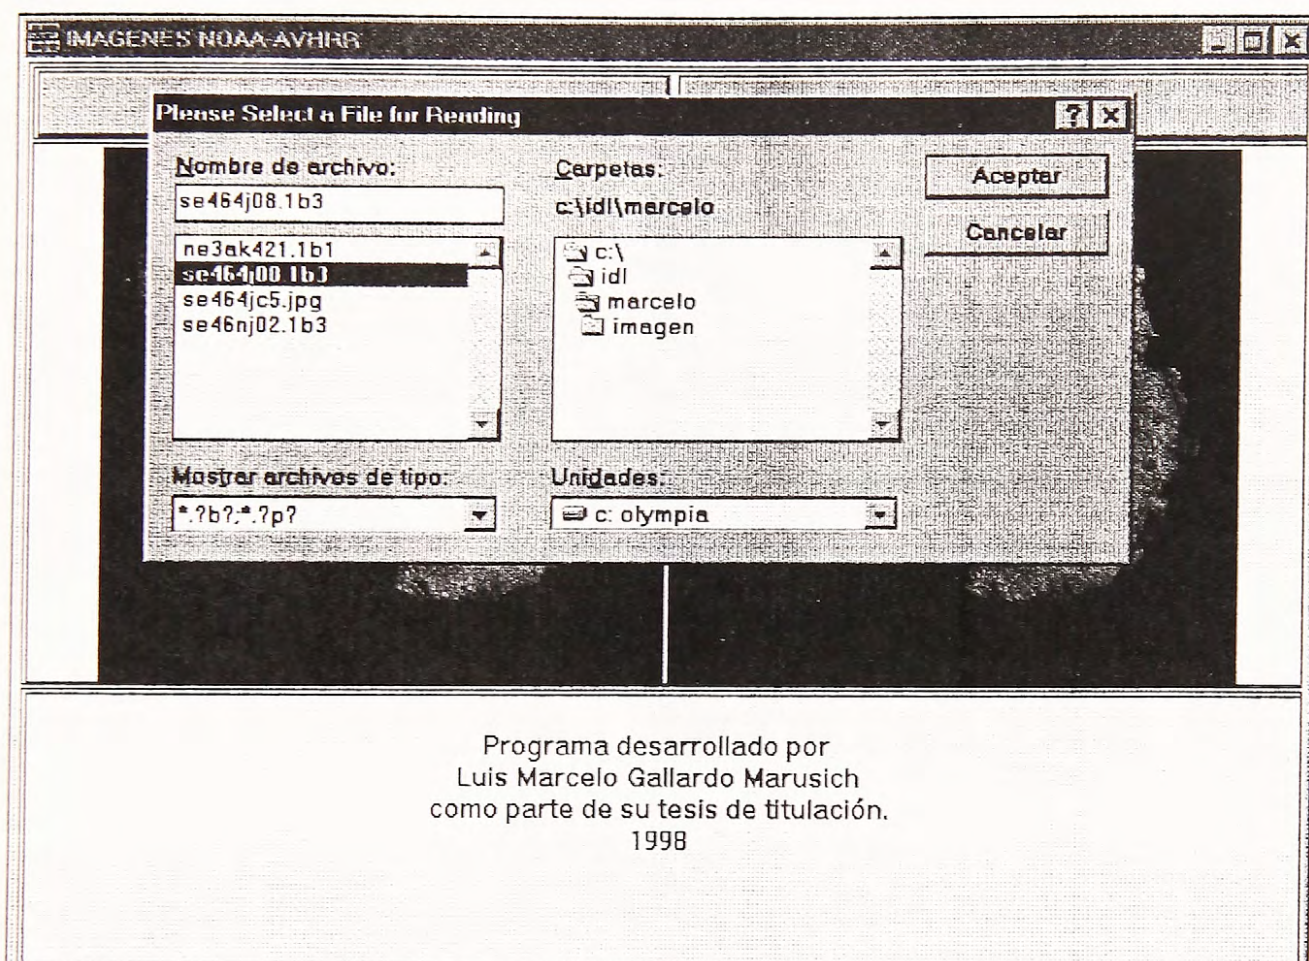 IMAGENES NOAA-AVHRR
Please Select a File for Reading
Nombre de archivo:
se464j08.1b3
ne3ak421.1b1
se464j08.1b3
se464jc5.jpg
se46nj02.1b3
Mostrar archivos de tipo:
*.?b?;*.?p?
Carpetas:
c:\idl\marcelo
c:\
idl
marcelo
imagen
Unidades:
c: olympia
Aceptar
Cancelar
Programa desarrollado por
Luis Marcelo Gallardo Marusich
como parte de su tesis de titulación.
1998